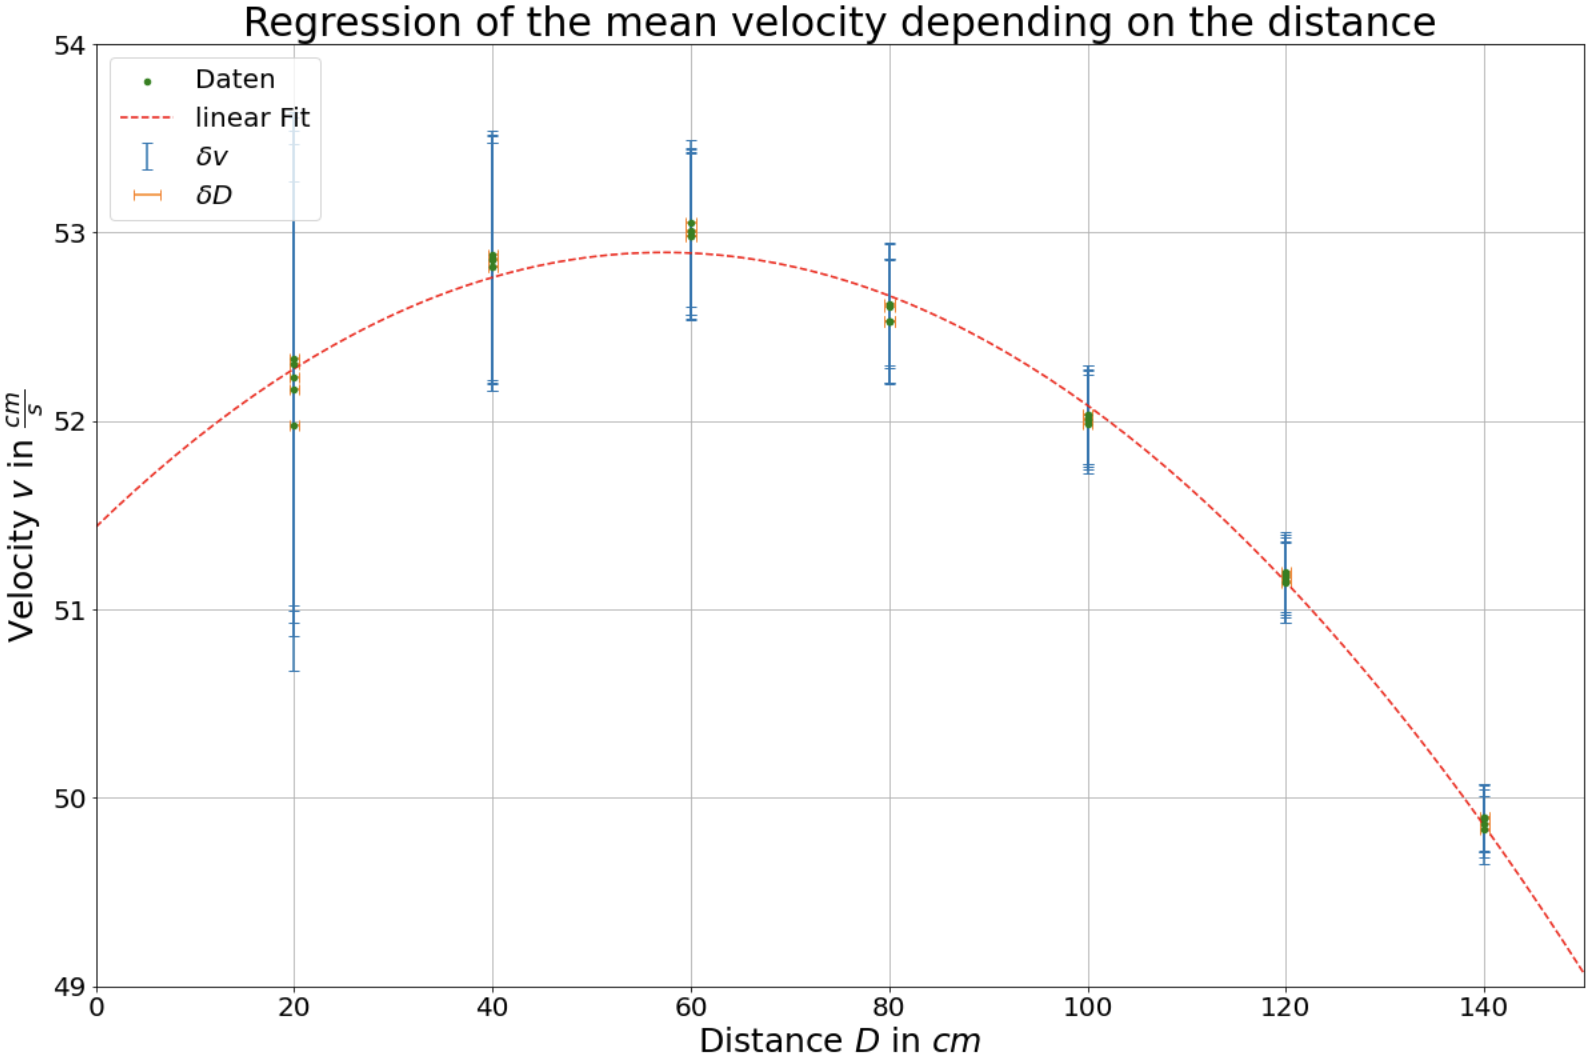 Regression of the mean velocity depending on the distance
Daten
linear Fit
δv
δD
Velocity v in cm/s
54
53
52
51
50
49
0 20 40 60 80 100 120 140
Distance D in cm